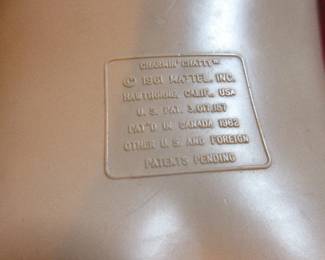 CHARMIN' CHATTY™
© 1961 MATTEL, INC.
HAWTHORNE, CALIF. USA
U. S. PAT. 3,017,187
PAT'D IN CANADA 1962
OTHER U. S. AND FOREIGN
PATENTS PENDING